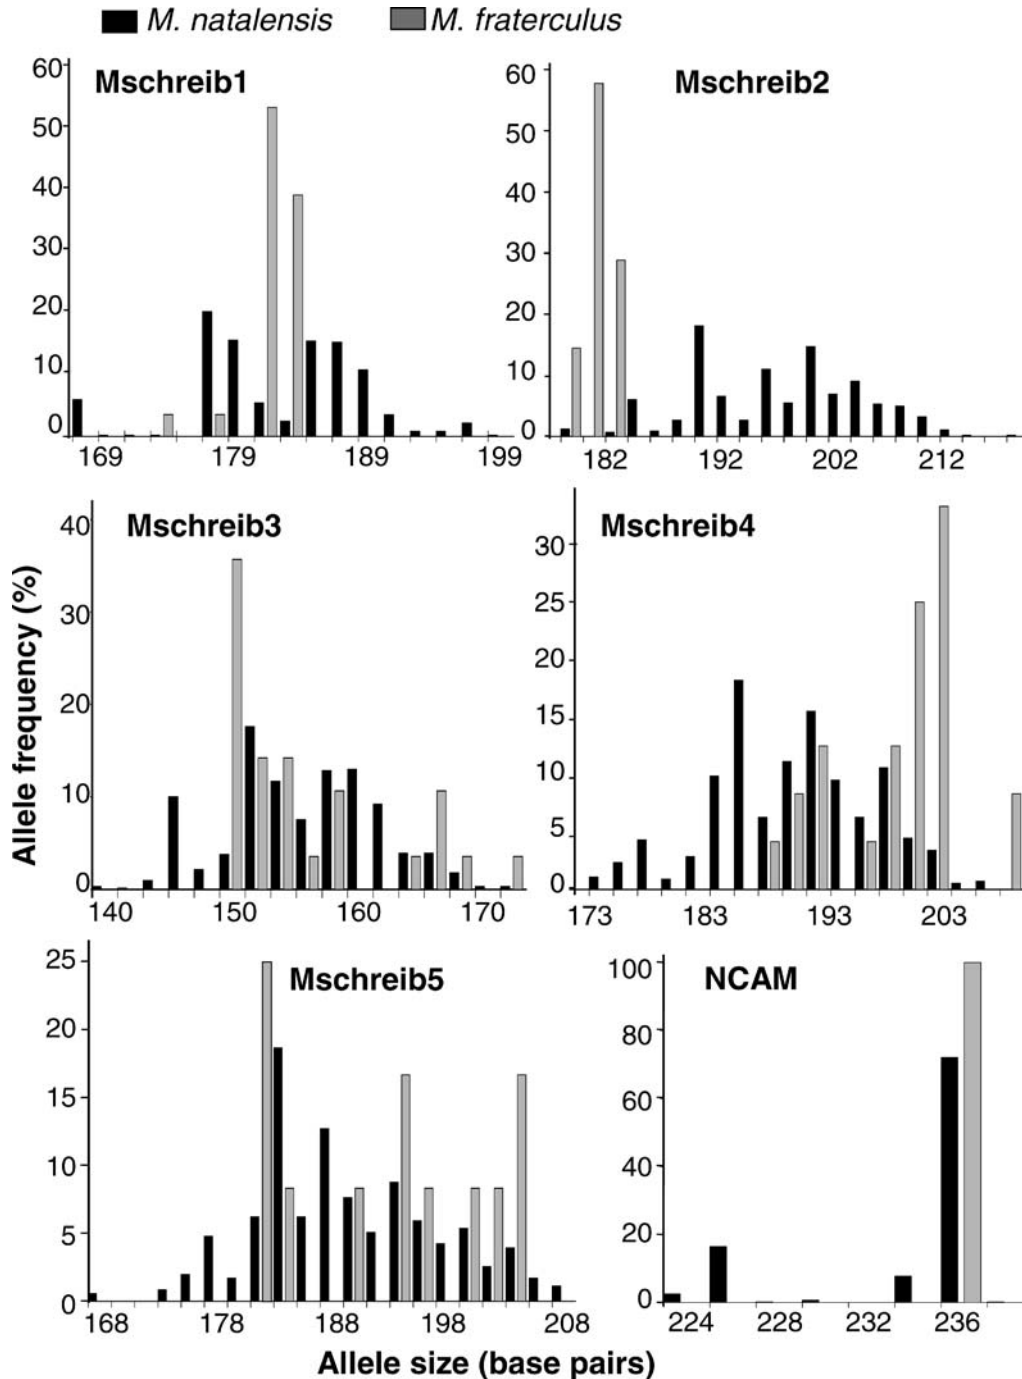 M. natalensis M. fraterculus
Mschreib1
60
50
40
30
20
10
0
169 179 189 199
Mschreib2
60
50
40
30
20
10
0
182 192 202 212
Mschreib3
40
30
20
10
0
140 150 160 170
Mschreib4
30
25
20
15
10
5
0
173 183 193 203
Mschreib5
25
20
15
10
5
0
168 178 188 198 208
NCAM
100
80
60
40
20
0
224 228 232 236
Allele frequency (%)
Allele size (base pairs)